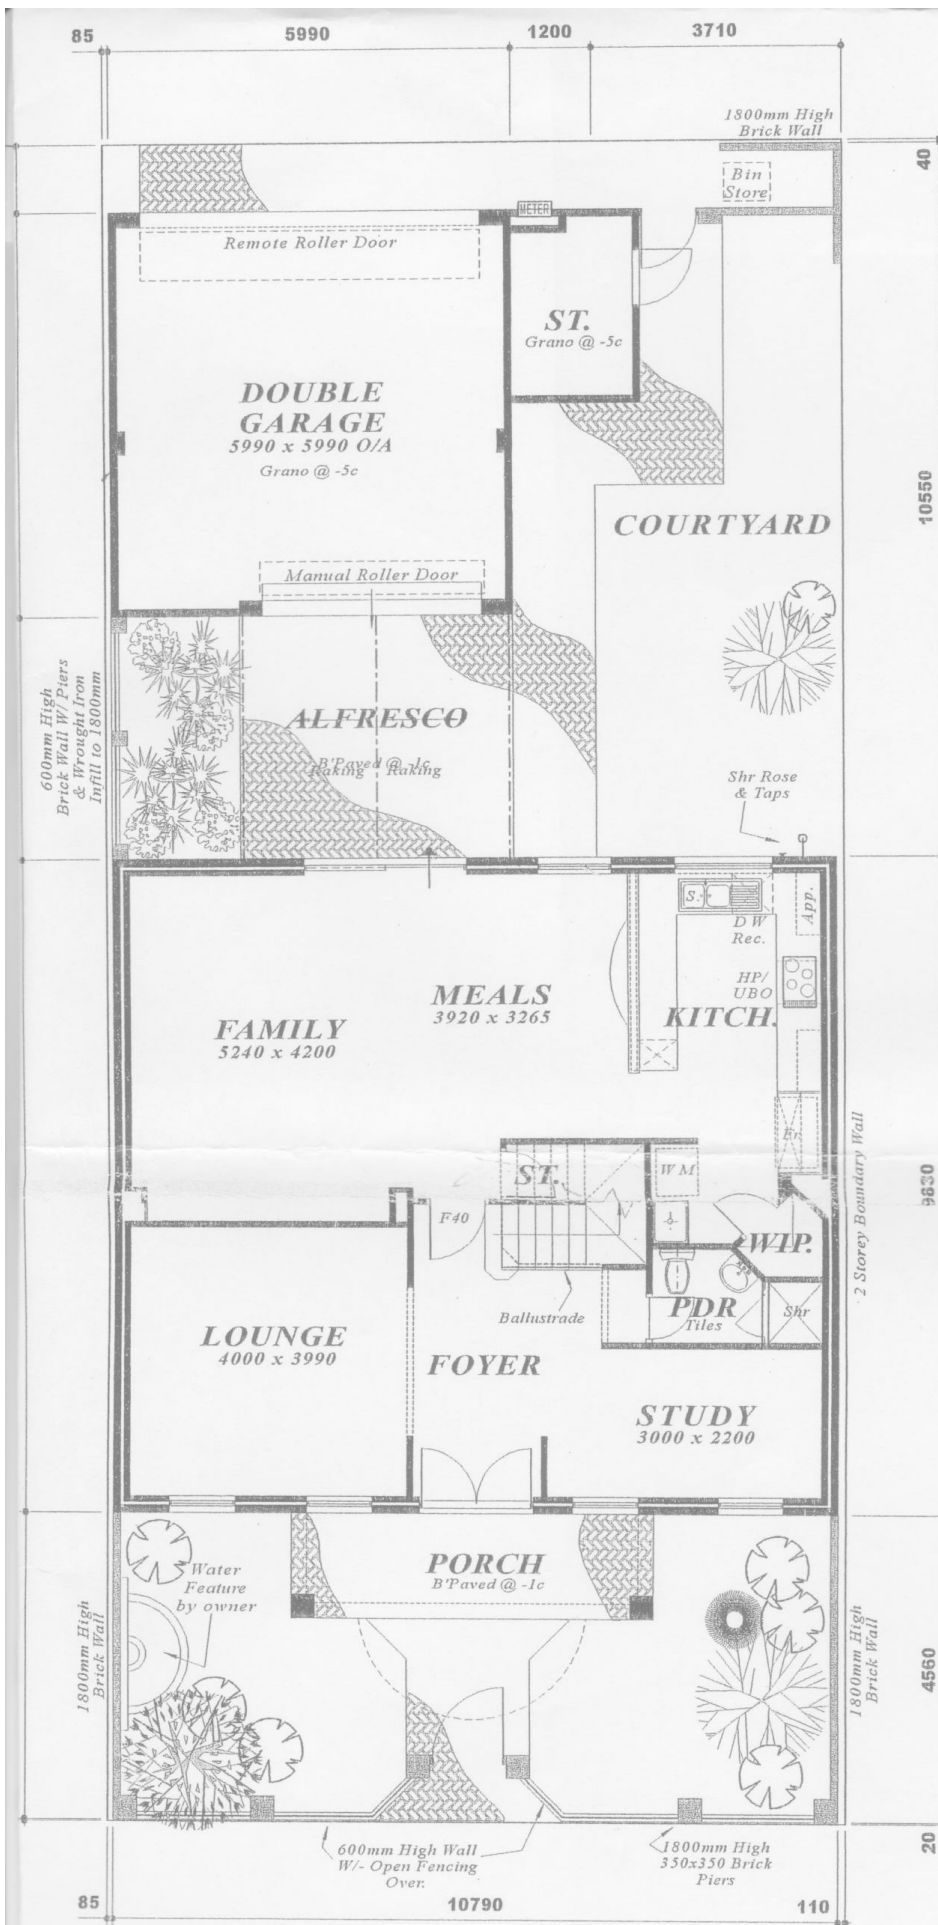 85
5990
1200
3710
1800mm High
Brick Wall
40
Bin
Store
METER
Remote Roller Door
ST.
Grano @ -5c
DOUBLE
GARAGE
5990 x 5990 O/A
Grano @ -5c
10550
COURTYARD
Manual Roller Door
600mm High
Brick Wall W/ Piers
& Wrought Iron
Infill to 1800mm
ALFRESCO
B'Paved @ -1c
Raking
Raking
Shr Rose
& Taps
S.
App.
D W
Rec.
HP/
UBO
MEALS
3920 x 3265
KITCH.
FAMILY
5240 x 4200
Fr.
9630
2 Storey Boundary Wall
ST.
W M
F40
WIP.
Ballustrade
PDR
Tiles
Shr
LOUNGE
4000 x 3990
FOYER
STUDY
3000 x 2200
PORCH
B'Paved @ -1c
Water
Feature
by owner
1800mm High
Brick Wall
1800mm High
Brick Wall
4560
600mm High Wall
W/- Open Fencing
Over.
1800mm High
350x350 Brick
Piers
20
85
10790
110